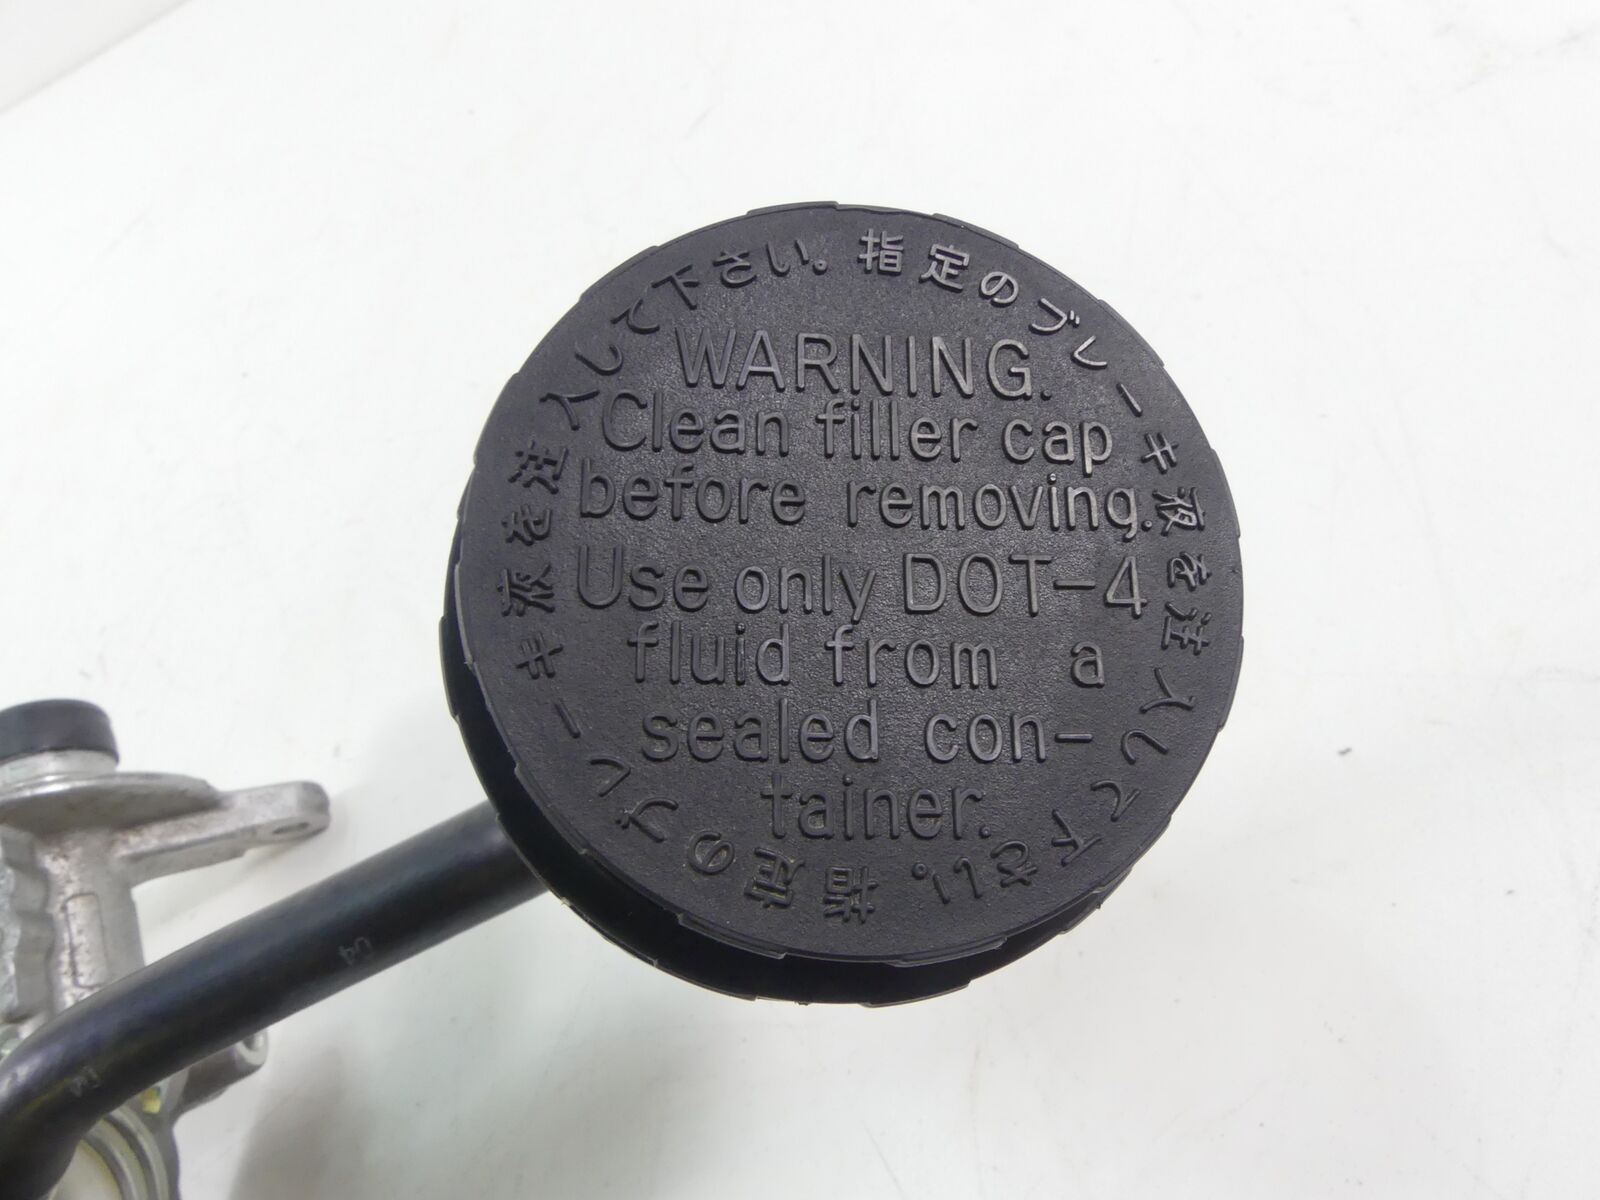 WARNING.
Clean filler cap
before removing.
Use only DOT-4
fluid from a
sealed con-
tainer.
指定のブレーキ液を注入して下さい。
指定のブレーキ液を注入して下さい。